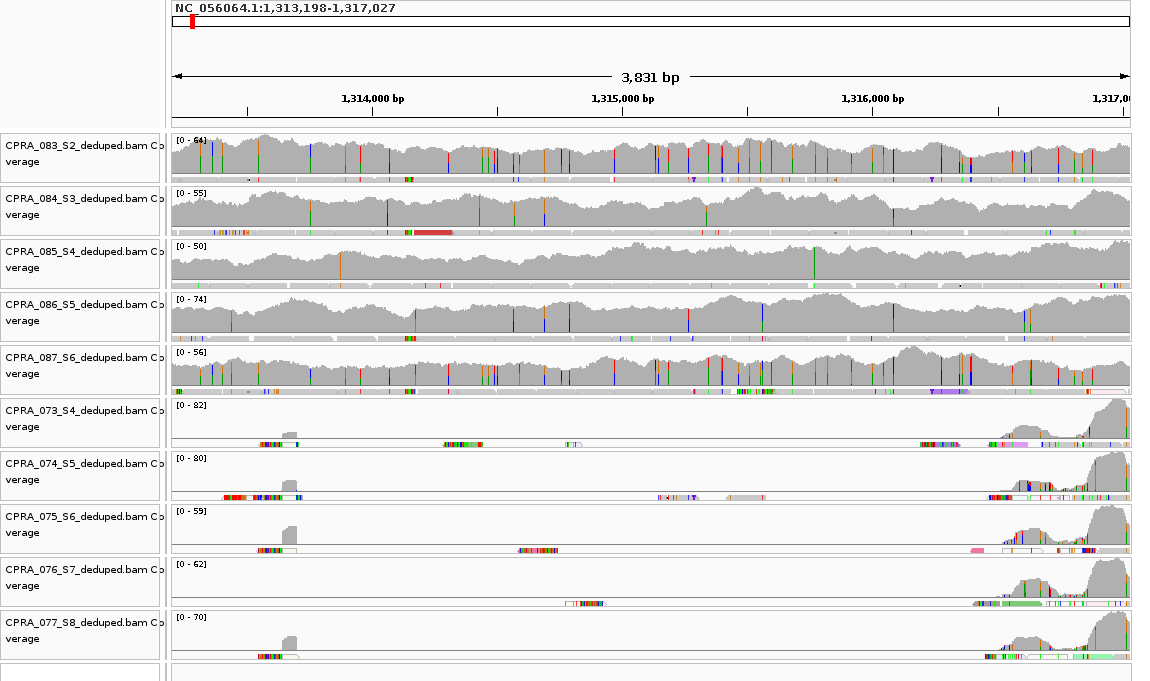 NC_056064.1:1,313,198-1,317,027
3,831 bp
1,314,000 bp 1,315,000 bp 1,316,000 bp 1,317,0
CPRA_083_S2_deduped.bam Co
verage
[0 - 64]
CPRA_084_S3_deduped.bam Co
verage
[0 - 55]
CPRA_085_S4_deduped.bam Co
verage
[0 - 50]
CPRA_086_S5_deduped.bam Co
verage
[0 - 74]
CPRA_087_S6_deduped.bam Co
verage
[0 - 56]
CPRA_073_S4_deduped.bam Co
verage
[0 - 82]
CPRA_074_S5_deduped.bam Co
verage
[0 - 80]
CPRA_075_S6_deduped.bam Co
verage
[0 - 59]
CPRA_076_S7_deduped.bam Co
verage
[0 - 62]
CPRA_077_S8_deduped.bam Co
verage
[0 - 70]